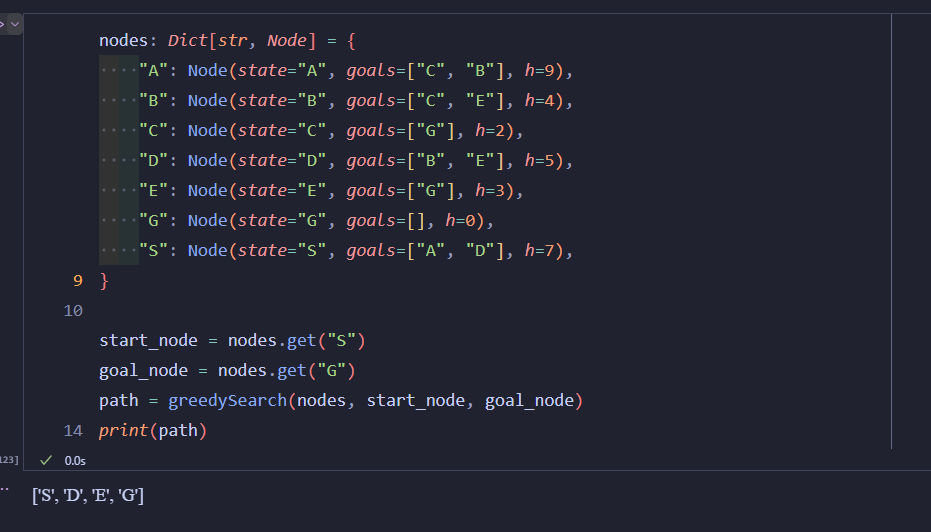 nodes: Dict[str, Node] = {
····"A": Node(state="A", goals=["C", "B"], h=9),
····"B": Node(state="B", goals=["C", "E"], h=4),
····"C": Node(state="C", goals=["G"], h=2),
····"D": Node(state="D", goals=["B", "E"], h=5),
····"E": Node(state="E", goals=["G"], h=3),
····"G": Node(state="G", goals=[], h=0),
····"S": Node(state="S", goals=["A", "D"], h=7),
9 }
10
start_node = nodes.get("S")
goal_node = nodes.get("G")
path = greedySearch(nodes, start_node, goal_node)
14 print(path)
123] ✓ 0.0s
['S', 'D', 'E', 'G']